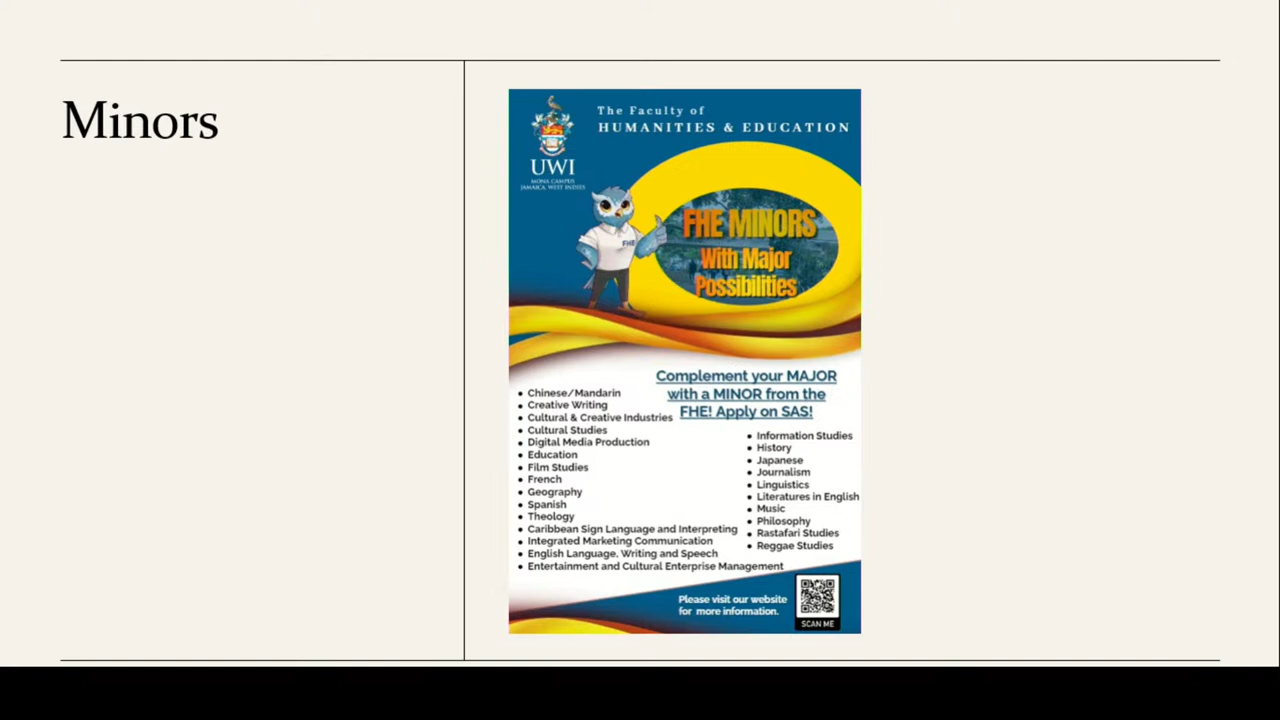 Minors
The Faculty of
HUMANITIES & EDUCATION
UWI
MONA CAMPUS
JAMAICA, WEST INDIES
FHE
FHE MINORS
With Major
Possibilities
Complement your MAJOR
with a MINOR from the
FHE! Apply on SAS!
• Chinese/Mandarin
• Creative Writing
• Cultural & Creative Industries
• Cultural Studies
• Digital Media Production
• Education
• Film Studies
• French
• Geography
• Spanish
• Theology
• Caribbean Sign Language and Interpreting
• Integrated Marketing Communication
• English Language, Writing and Speech
• Entertainment and Cultural Enterprise Management
• Information Studies
• History
• Japanese
• Journalism
• Linguistics
• Literatures in English
• Music
• Philosophy
• Rastafari Studies
• Reggae Studies
Please visit our website
for more information.
SCAN ME